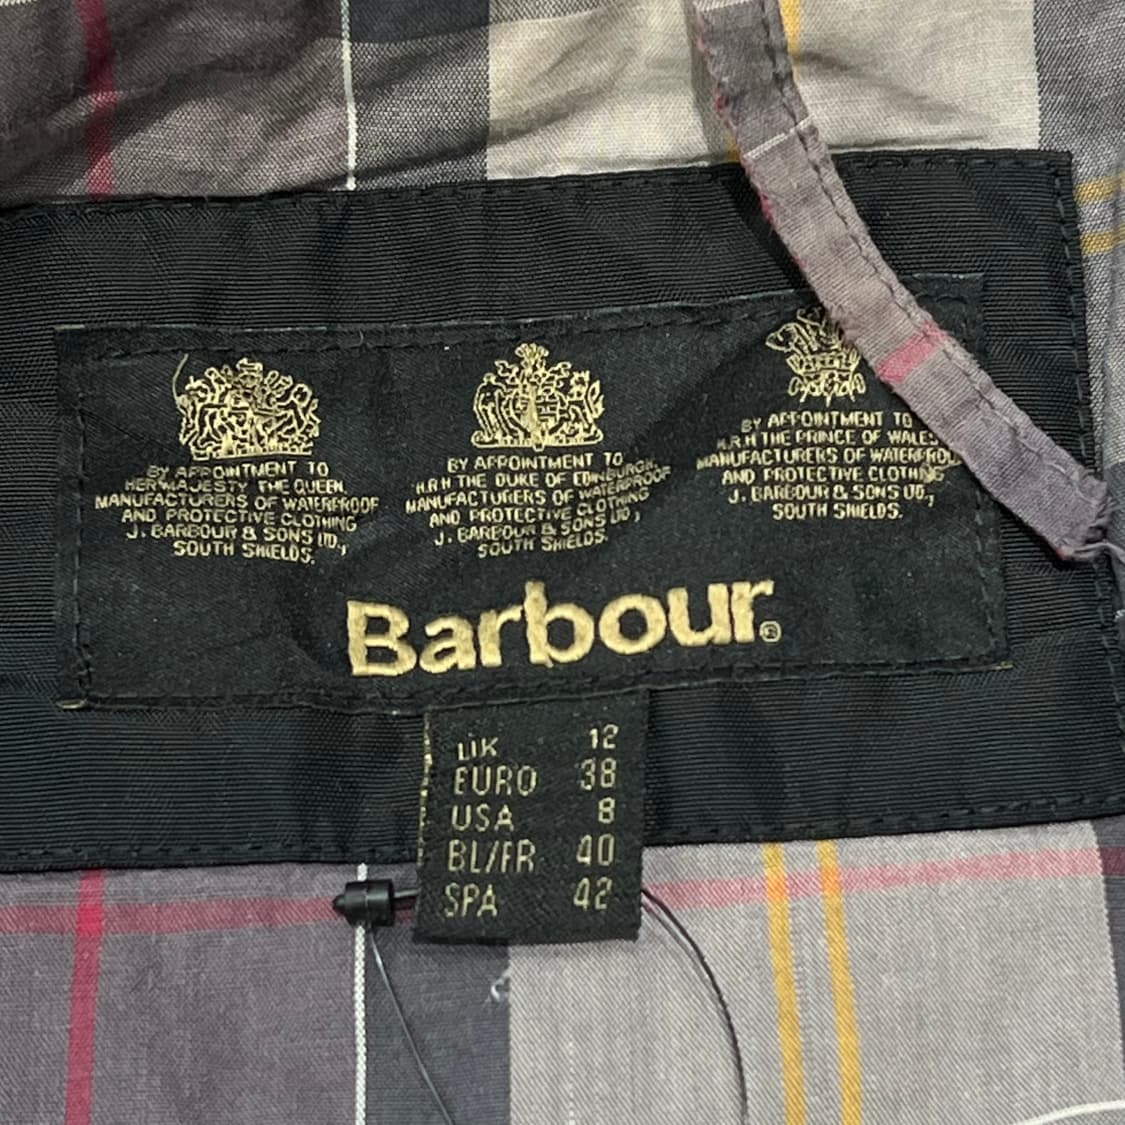 BY APPOINTMENT TO
HER MAJESTY THE QUEEN
MANUFACTURERS OF WATERPROOF
AND PROTECTIVE CLOTHING
J. BARBOUR & SONS LTD.,
SOUTH SHIELDS.
BY APPOINTMENT TO
H.R.H THE DUKE OF EDINBURGH,
MANUFACTURERS OF WATERPROOF
AND PROTECTIVE CLOTHING
J. BARBOUR & SONS LTD,,
SOUTH SHIELDS.
BY APPOINTMENT TO
H.R.H THE PRINCE OF WALES
MANUFACTURERS OF WATERPROOF
AND PROTECTIVE CLOTHING
J. BARBOUR & SONS LTD.,
SOUTH SHIELDS.
Barbour®
UK 12
EURO 38
USA 8
BL/FR 40
SPA 42